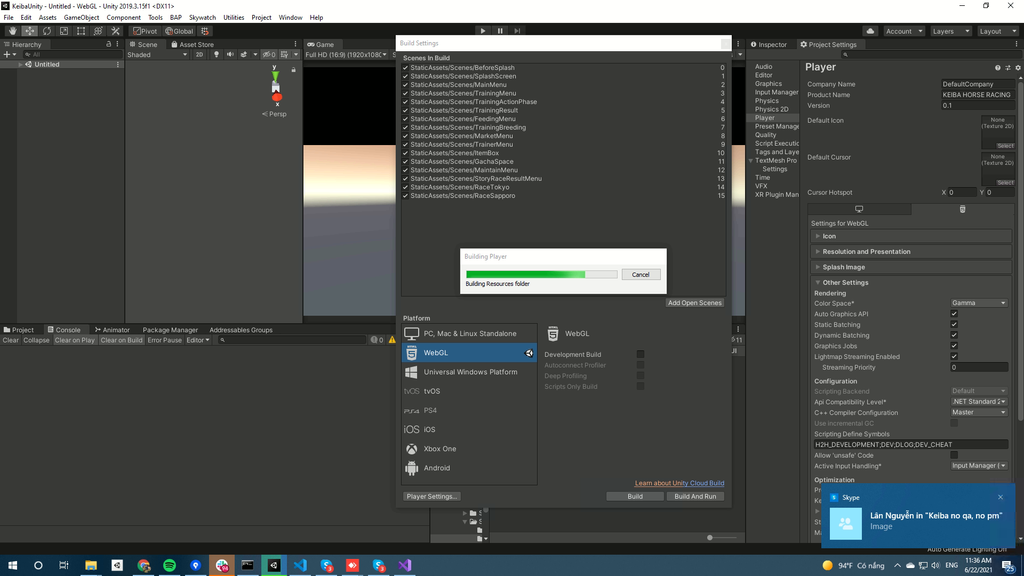 KeibaUnity - Untitled - WebGL - Unity 2019.3.15f1 <DX11>
File Edit Assets GameObject Component Tools BAP Skywatch Utilities Project Window Help
Pivot Global Account Layers Layout
Hierarchy
All
Untitled
Scene Asset Store
Shaded 2D 0
y
x
< Persp
Game
Full HD (16:9) (1920x1080)
Build Settings
Scenes In Build
StaticAssets/Scenes/BeforeSplash 0
StaticAssets/Scenes/SplashScreen 1
StaticAssets/Scenes/MainMenu 2
StaticAssets/Scenes/TrainingMenu 3
StaticAssets/Scenes/TrainingActionPhase 4
StaticAssets/Scenes/TrainingResult 5
StaticAssets/Scenes/FeedingMenu 6
StaticAssets/Scenes/TrainingBreeding 7
StaticAssets/Scenes/MarketMenu 8
StaticAssets/Scenes/TrainerMenu 9
StaticAssets/Scenes/ItemBox 10
StaticAssets/Scenes/GachaSpace 11
StaticAssets/Scenes/MaintainMenu 12
StaticAssets/Scenes/StoryRaceResultMenu 13
StaticAssets/Scenes/RaceTokyo 14
StaticAssets/Scenes/RaceSapporo 15
Building Player
Cancel
Building Resources folder
Add Open Scenes
Platform
PC, Mac & Linux Standalone
WebGL
Universal Windows Platform
tvOS tvOS
PS4 PS4
iOS iOS
Xbox One
Android
WebGL
Development Build
Autoconnect Profiler
Deep Profiling
Scripts Only Build
Learn about Unity Cloud Build
Player Settings... Build Build And Run
Project Console Animator Package Manager Addressables Groups
Clear Collapse Clear on Play Clear on Build Error Pause Editor 0
Inspector Project Settings
Audio
Editor
Graphics
Input Manager
Physics
Physics 2D
Player
Preset Manage
Quality
Script Executio
Tags and Laye
TextMesh Pro
Settings
Time
VFX
XR Plugin Man
Player
Company Name DefaultCompany
Product Name KEIBA HORSE RACING
Version 0.1
Default Icon None
(Texture 2D)
Select
Default Cursor None
(Texture 2D)
Select
Cursor Hotspot X 0 Y 0
Settings for WebGL
Icon
Resolution and Presentation
Splash Image
Other Settings
Rendering
Color Space* Gamma
Auto Graphics API
Static Batching
Dynamic Batching
Graphics Jobs
Lightmap Streaming Enabled
Streaming Priority 0
Configuration
Scripting Backend Default
Api Compatibility Level* .NET Standard 2
C++ Compiler Configuration Master
Use incremental GC
Scripting Define Symbols
H2H_DEVELOPMENT;DEV;DLOG;DEV_CHEAT
Allow 'unsafe' Code
Active Input Handling* Input Manager (
Optimization
Skype
Lân Nguyễn in "Keiba no qa, no pm"
Image
Auto Generate Lighting Off
94°F Có nắng ENG 11:36 AM
6/22/2021
25